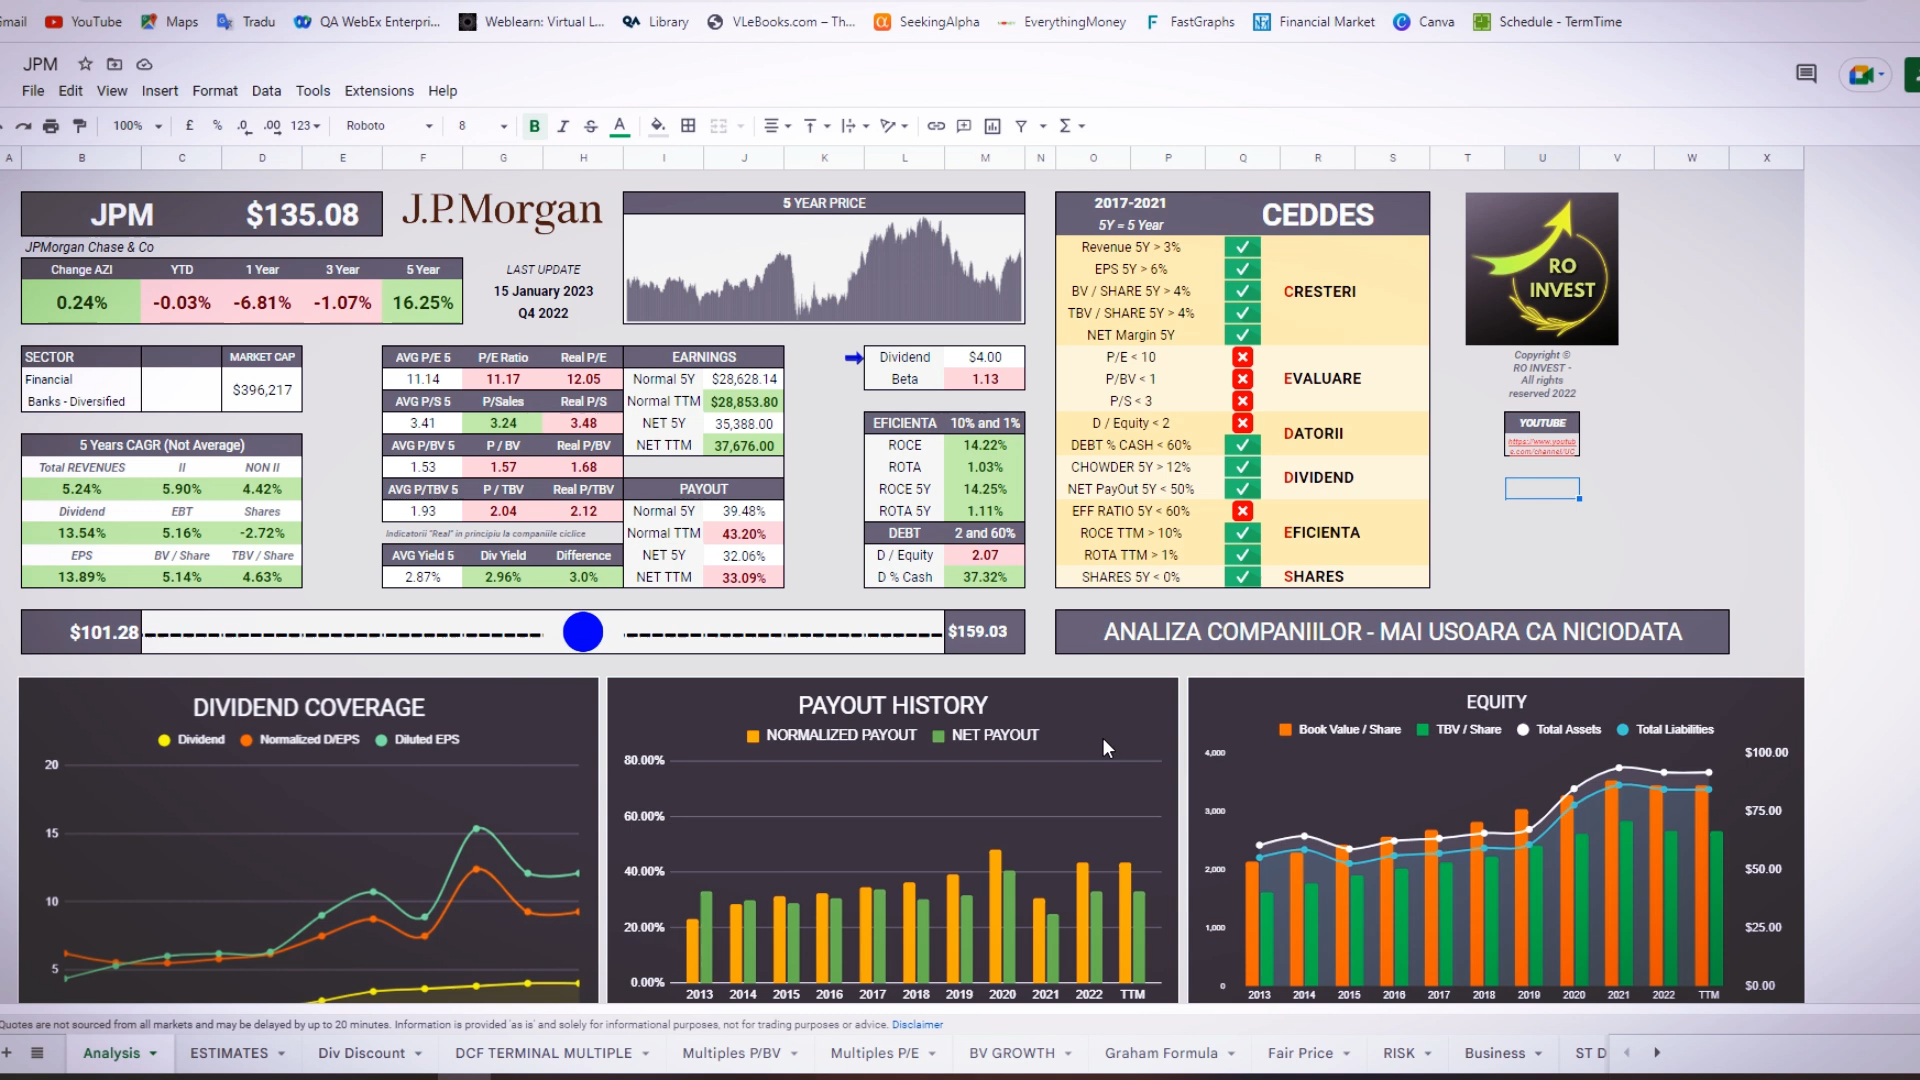 Gmail YouTube Maps Tradu QA WebEx Enterpri... Weblearn: Virtual L... Library VLeBooks.com – Th... SeekingAlpha EverythingMoney FastGraphs Financial Market Canva Schedule - TermTime
JPM
File Edit View Insert Format Data Tools Extensions Help
100% £ % .0 .00 123 Roboto 8 B I S A
A B C D E F G H I J K L M N O P Q R S T U V W X
JPM $135.08
JPMorgan Chase & Co
Change AZI YTD 1 Year 3 Year 5 Year
0.24% -0.03% -6.81% -1.07% 16.25%
J.P.Morgan
LAST UPDATE
15 January 2023
Q4 2022
5 YEAR PRICE
SECTOR MARKET CAP
Financial
Banks - Diversified
$396,217
5 Years CAGR (Not Average)
Total REVENUES II NON II
5.24% 5.90% 4.42%
Dividend EBT Shares
13.54% 5.16% -2.72%
EPS BV / Share TBV / Share
13.89% 5.14% 4.63%
AVG P/E 5 P/E Ratio Real P/E
11.14 11.17 12.05
AVG P/S 5 P/Sales Real P/S
3.41 3.24 3.48
AVG P/BV 5 P / BV Real P/BV
1.53 1.57 1.68
AVG P/TBV 5 P / TBV Real P/TBV
1.93 2.04 2.12
Indicatorii "Real" in principiu la companiile ciclice
AVG Yield 5 Div Yield Difference
2.87% 2.96% 3.0%
EARNINGS
Normal 5Y $28,628.14
Normal TTM $28,853.80
NET 5Y 35,388.00
NET TTM 37,676.00
PAYOUT
Normal 5Y 39.48%
Normal TTM 43.20%
NET 5Y 32.06%
NET TTM 33.09%
Dividend $4.00
Beta 1.13
EFICIENTA 10% and 1%
ROCE 14.22%
ROTA 1.03%
ROCE 5Y 14.25%
ROTA 5Y 1.11%
DEBT 2 and 60%
D / Equity 2.07
D % Cash 37.32%
2017-2021
5Y = 5 Year
CEDDES
Revenue 5Y > 3%
EPS 5Y > 6%
BV / SHARE 5Y > 4%
TBV / SHARE 5Y > 4%
NET Margin 5Y
CRESTERI
P/E < 10
P/BV < 1
P/S < 3
EVALUARE
D / Equity < 2
DEBT % CASH < 60%
DATORII
CHOWDER 5Y > 12%
NET PayOut 5Y < 50%
DIVIDEND
EFF RATIO 5Y < 60%
ROCE TTM > 10%
ROTA TTM > 1%
EFICIENTA
SHARES 5Y < 0%
SHARES
RO
INVEST
Copyright ©
RO INVEST -
All rights
reserved 2022
YOUTUBE
https://www.youtub
e.com/channel/UC
$101.28 $159.03
ANALIZA COMPANIILOR - MAI USOARA CA NICIODATA
DIVIDEND COVERAGE
Dividend Normalized D/EPS Diluted EPS
20
15
10
5
PAYOUT HISTORY
NORMALIZED PAYOUT NET PAYOUT
80.00%
60.00%
40.00%
20.00%
0.00%
2013 2014 2015 2016 2017 2018 2019 2020 2021 2022 TTM
EQUITY
Book Value / Share TBV / Share Total Assets Total Liabilities
4,000 $100.00
3,000 $75.00
2,000 $50.00
1,000 $25.00
0 $0.00
2013 2014 2015 2016 2017 2018 2019 2020 2021 2022 TTM
Quotes are not sourced from all markets and may be delayed by up to 20 minutes. Information is provided 'as is' and solely for informational purposes, not for trading purposes or advice. Disclaimer
Analysis ESTIMATES Div Discount DCF TERMINAL MULTIPLE Multiples P/BV Multiples P/E BV GROWTH Graham Formula Fair Price RISK Business ST D